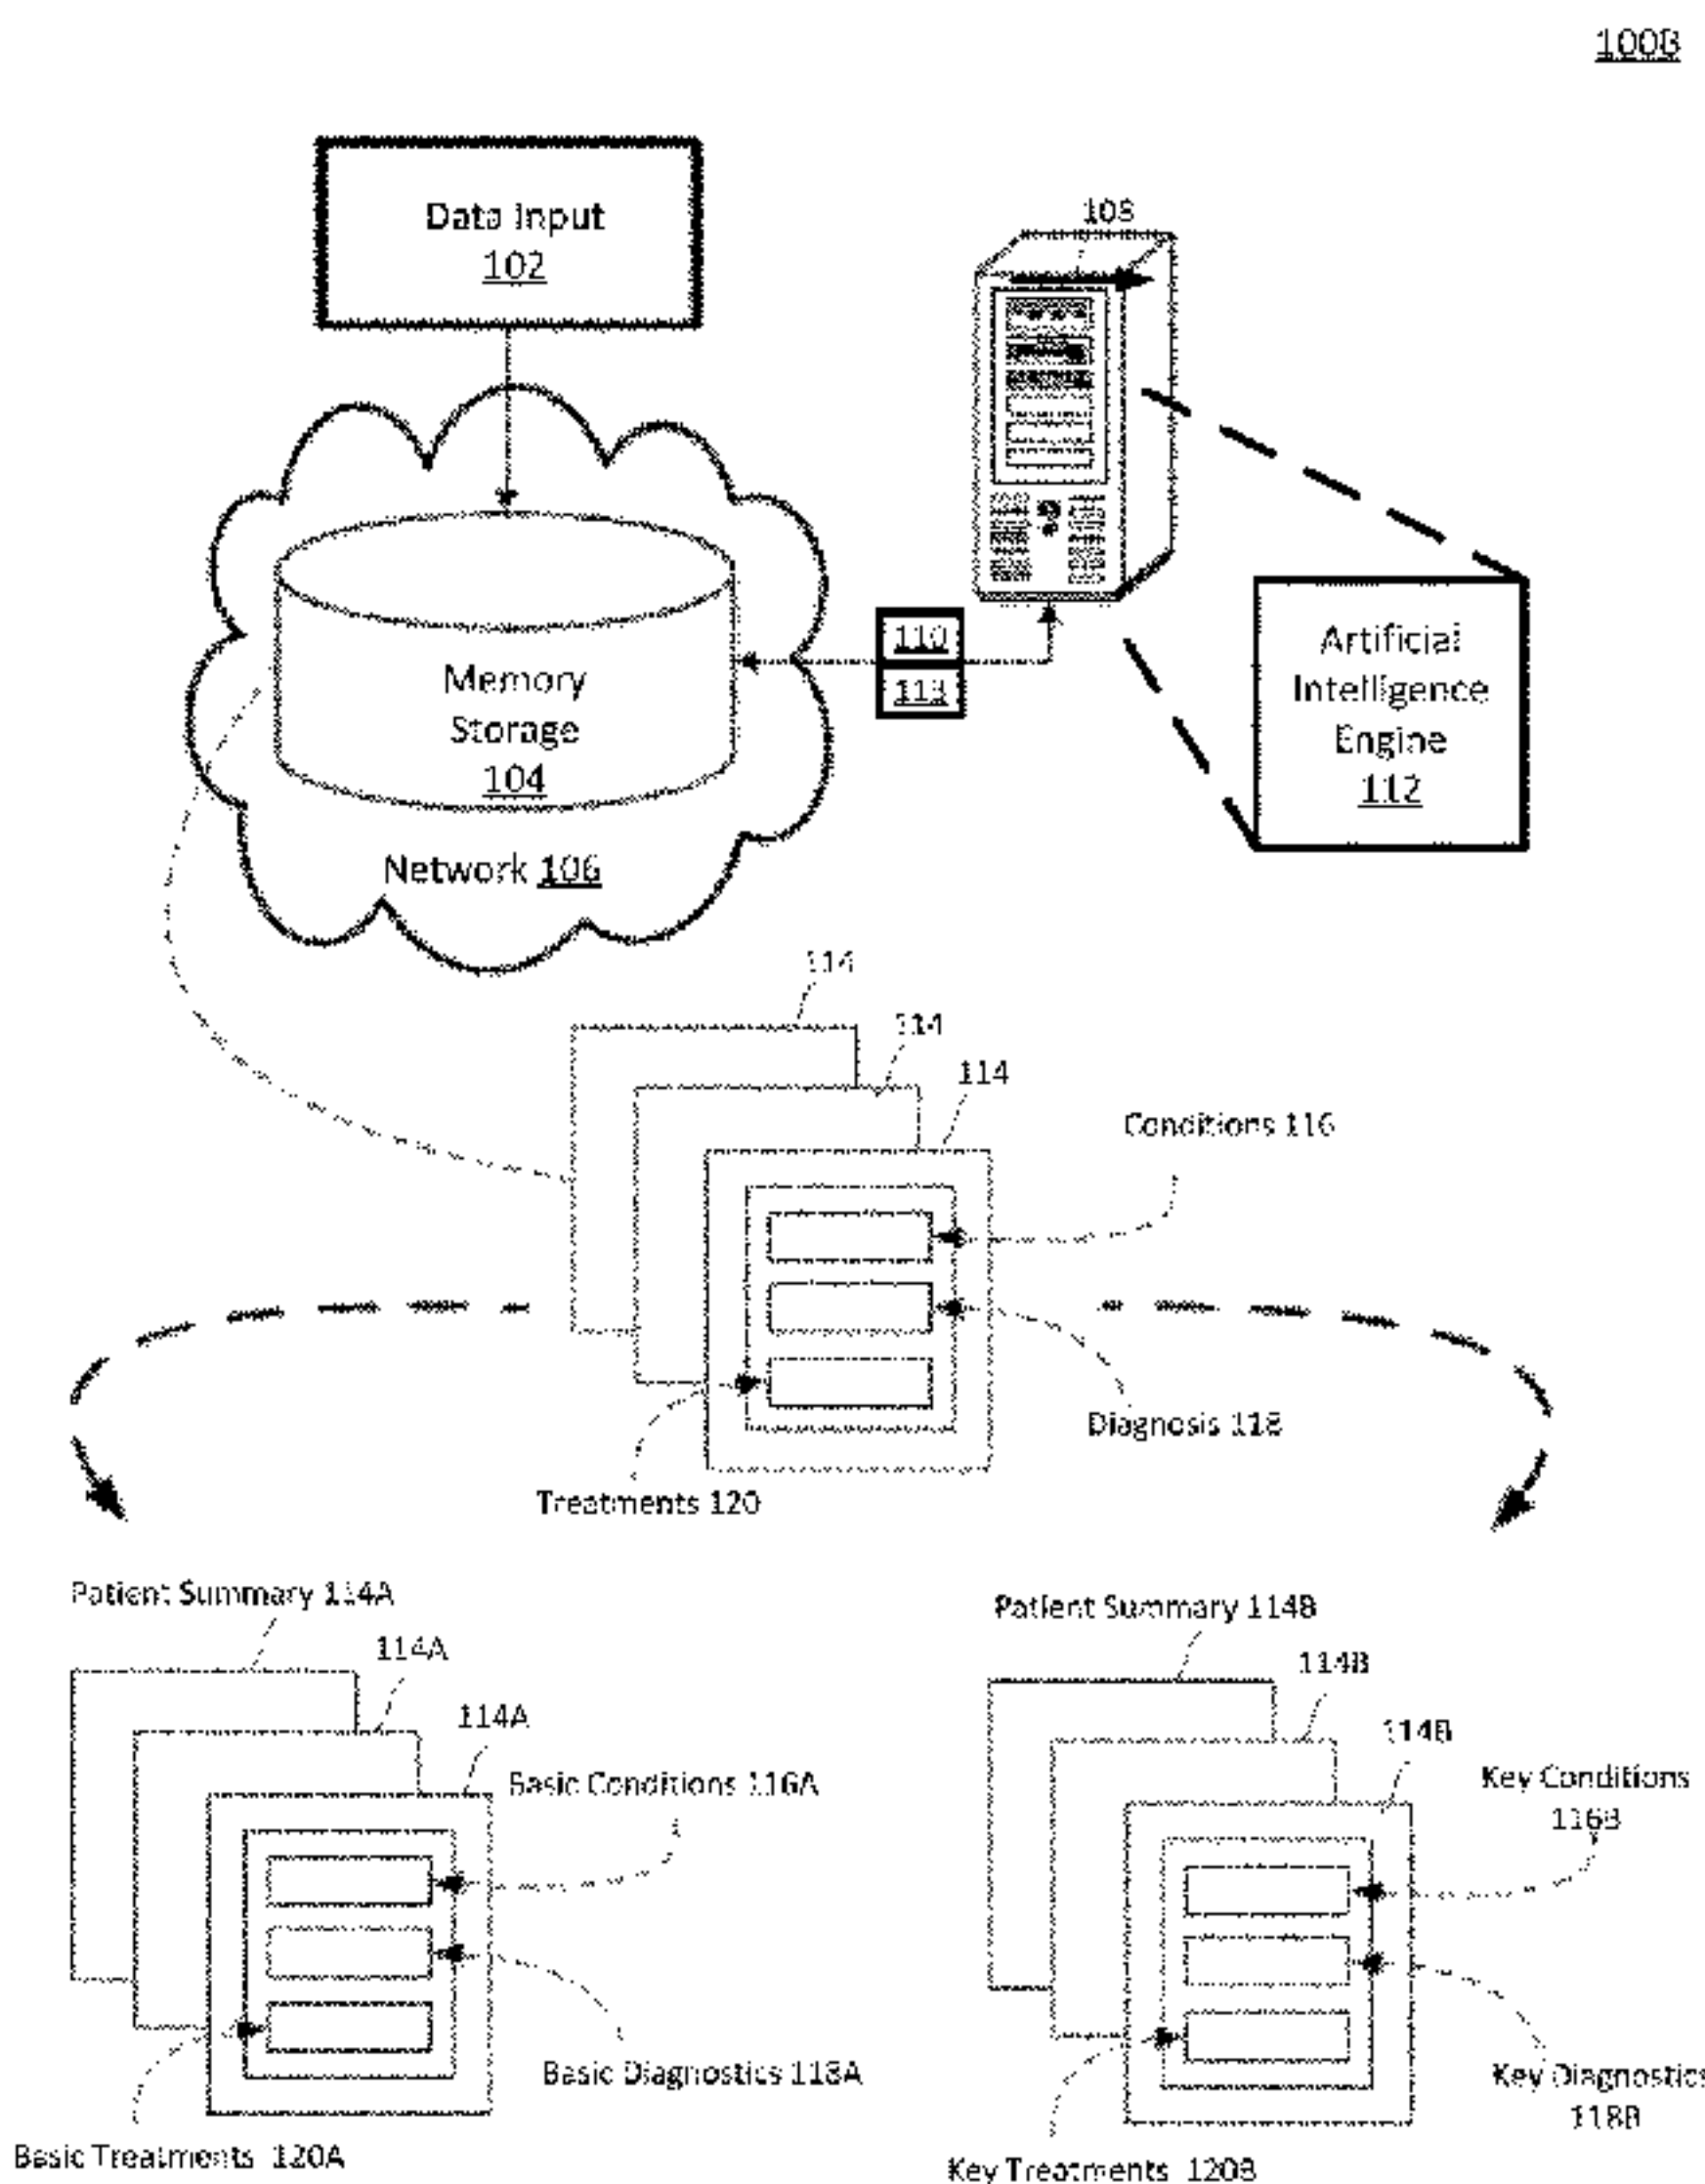 100B
Data Input
102
108
110
113
Memory
Storage
104
Artificial
Intelligence
Engine
112
Network 106
114
114
114
Conditions 116
Diagnosis 118
Treatments 120
Patient Summary 114A
114A
114A
Basic Conditions 116A
Basic Diagnostics 118A
Basic Treatments 120A
Patient Summary 114B
114B
114B
Key Conditions
116B
Key Diagnostics
118B
Key Treatments 120B